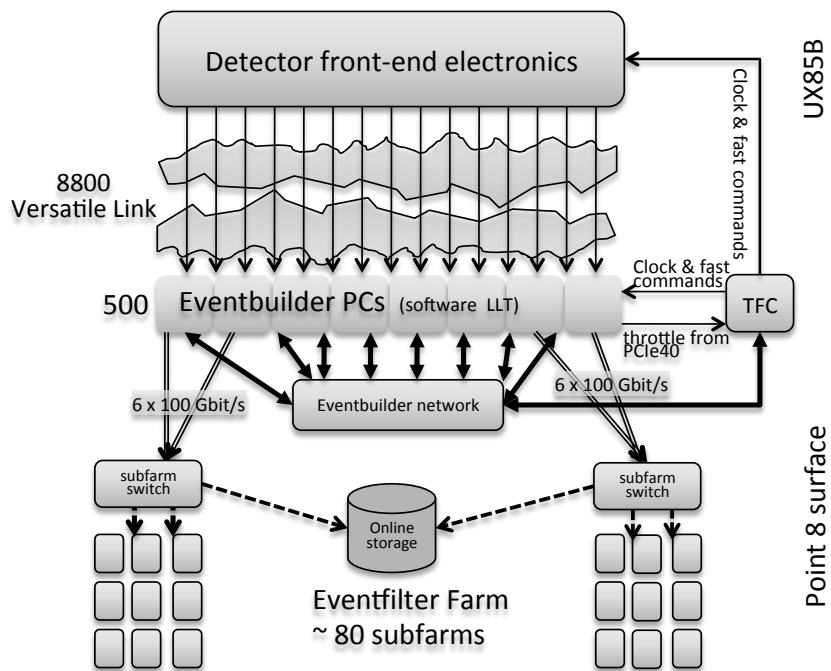 Detector front-end electronics
UX85B
Clock & fast commands
8800
Versatile Link
Clock & fast
commands
500
Eventbuilder PCs (software LLT)
TFC
throttle from
PCIe40
6 x 100 Gbit/s
Eventbuilder network
6 x 100 Gbit/s
subfarm
switch
subfarm
switch
Online
storage
Point 8 surface
Eventfilter Farm
~ 80 subfarms